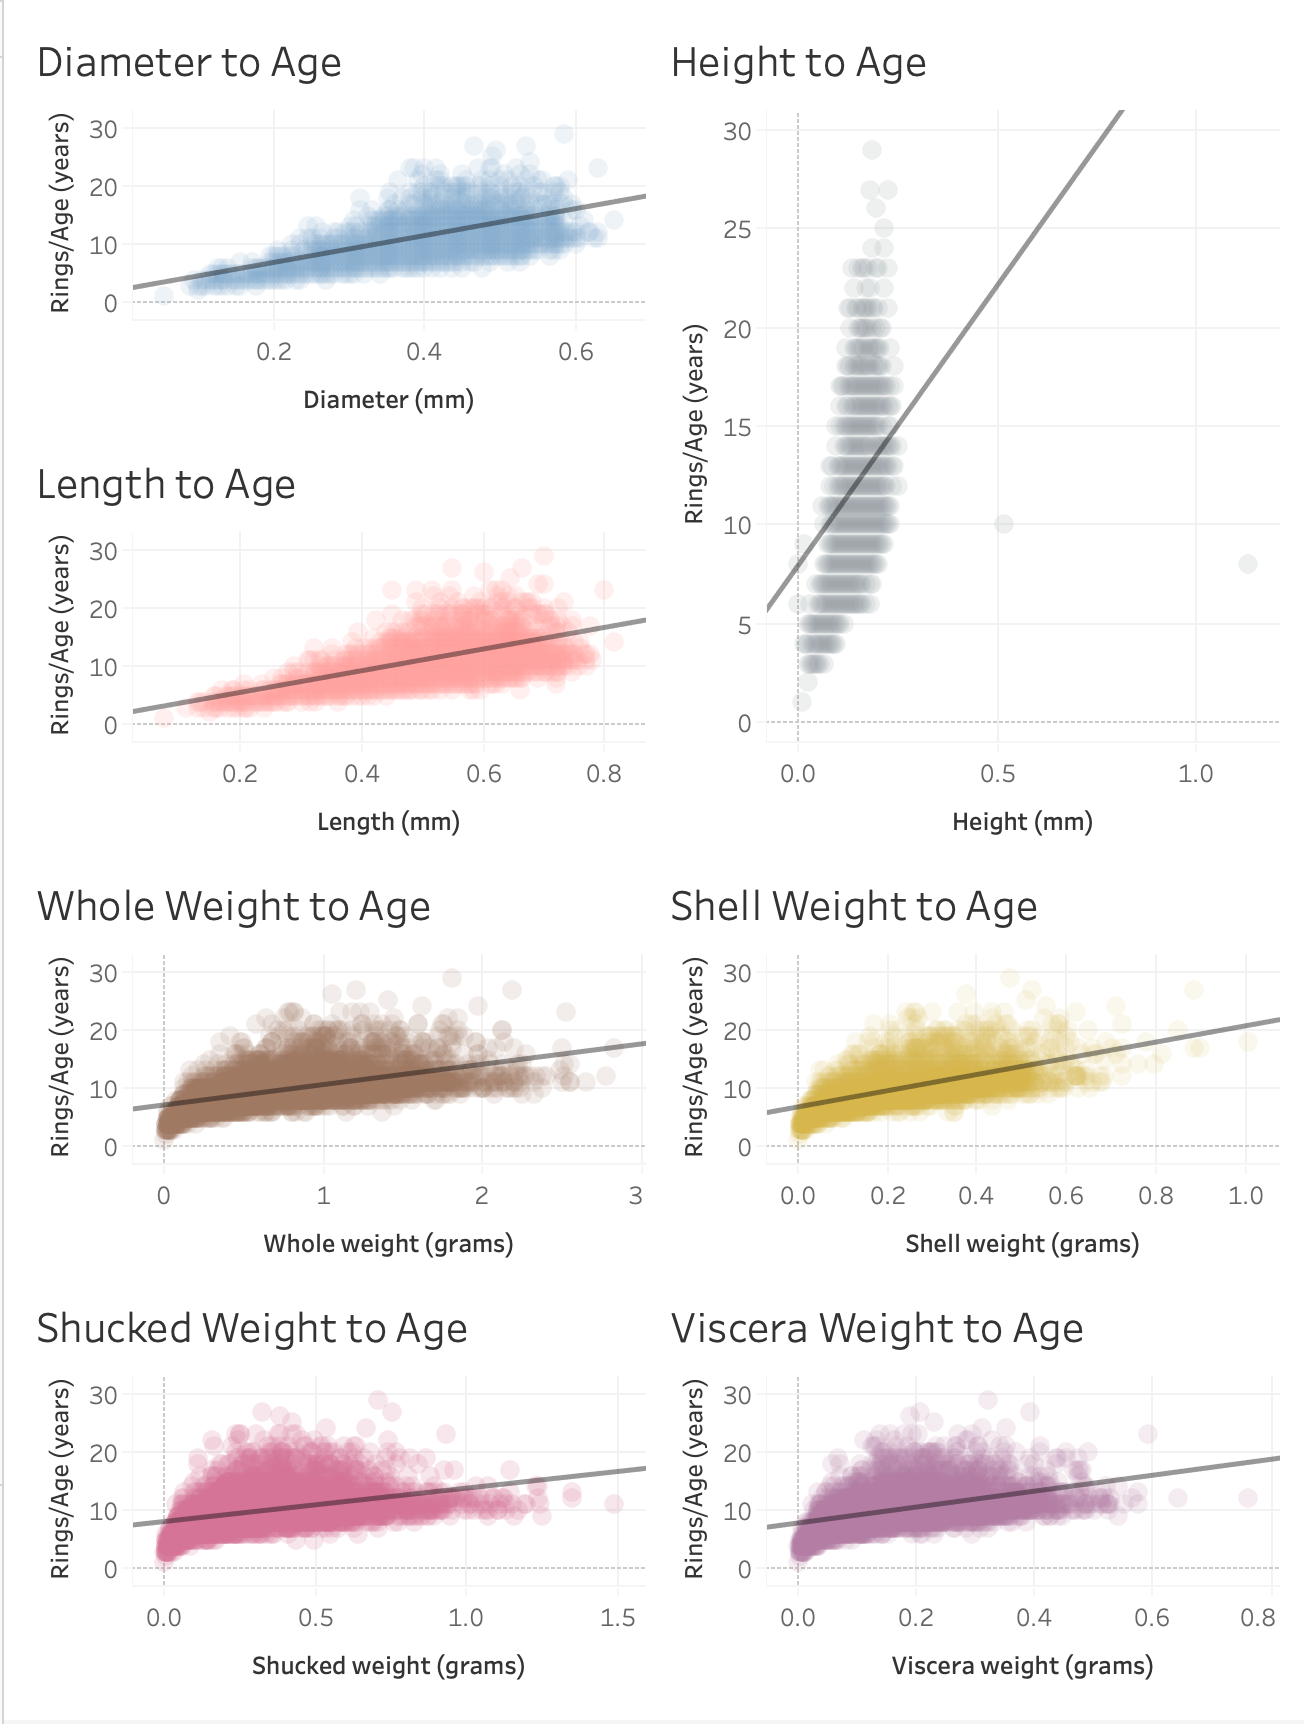 Diameter to Age
Rings/Age (years)
30
20
10
0
0.2 0.4 0.6
Diameter (mm)
Height to Age
Rings/Age (years)
30
25
20
15
10
5
0
0.0 0.5 1.0
Height (mm)
Length to Age
Rings/Age (years)
30
20
10
0
0.2 0.4 0.6 0.8
Length (mm)
Whole Weight to Age
Rings/Age (years)
30
20
10
0
0 1 2 3
Whole weight (grams)
Shell Weight to Age
Rings/Age (years)
30
20
10
0
0.0 0.2 0.4 0.6 0.8 1.0
Shell weight (grams)
Shucked Weight to Age
Rings/Age (years)
30
20
10
0
0.0 0.5 1.0 1.5
Shucked weight (grams)
Viscera Weight to Age
Rings/Age (years)
30
20
10
0
0.0 0.2 0.4 0.6 0.8
Viscera weight (grams)